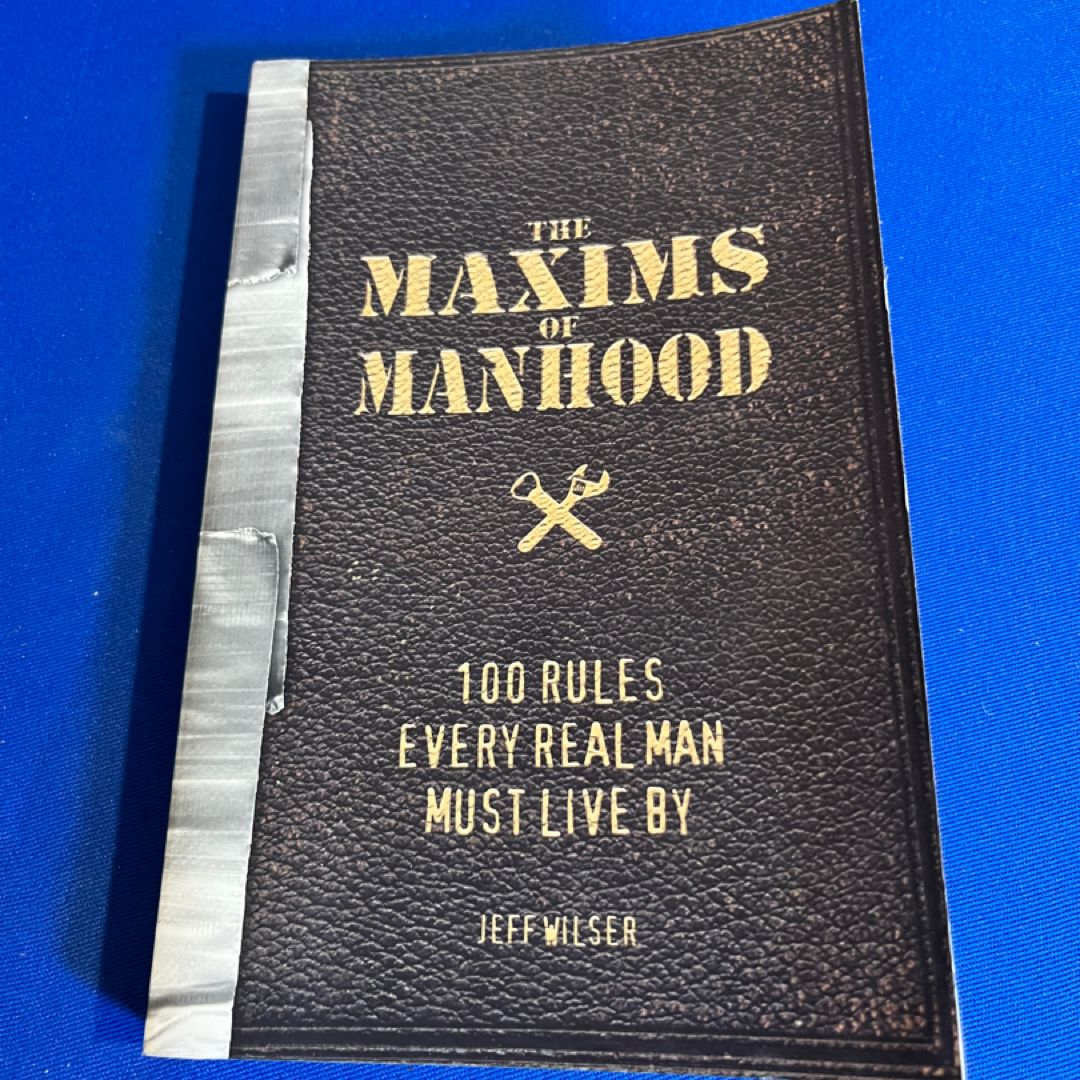 THE
MAXIMS
OF
MANHOOD
100 RULES
EVERY REAL MAN
MUST LIVE BY
JEFF WILSER